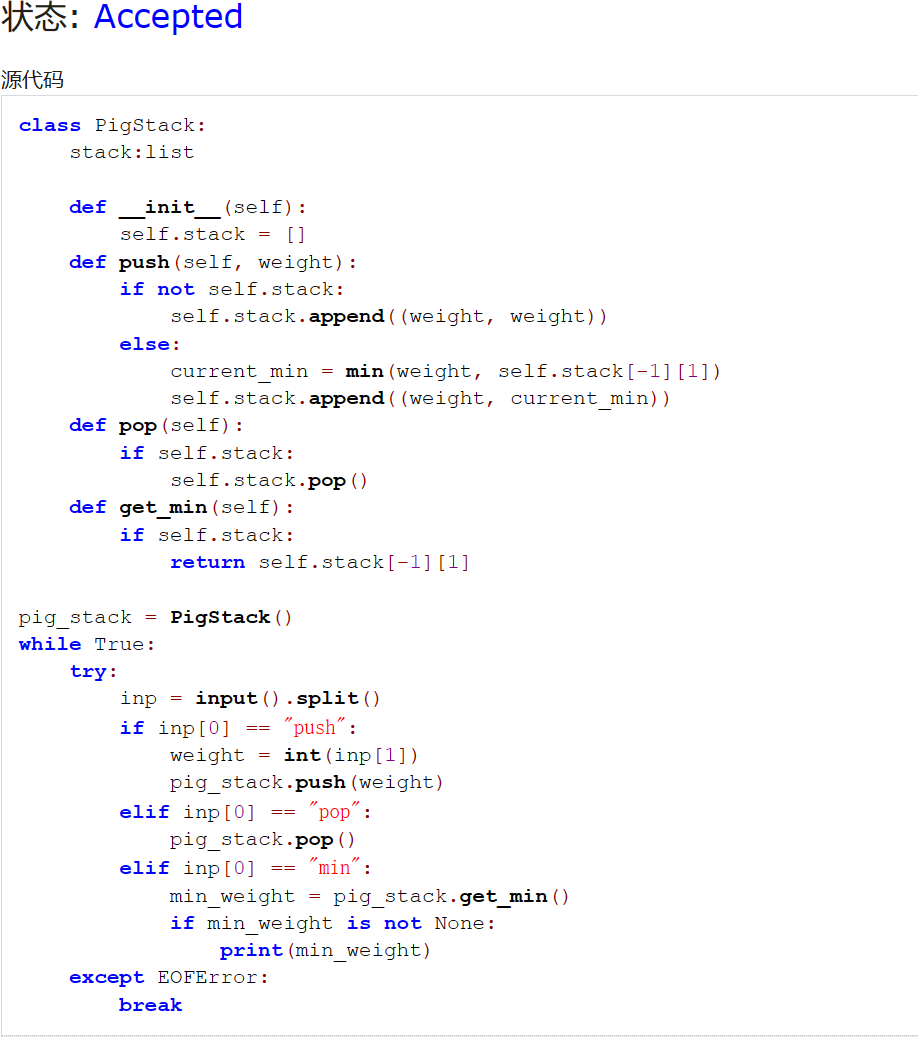 状态: Accepted
源代码
class PigStack:
    stack:list

    def __init__(self):
        self.stack = []
    def push(self, weight):
        if not self.stack:
            self.stack.append((weight, weight))
        else:
            current_min = min(weight, self.stack[-1][1])
            self.stack.append((weight, current_min))
    def pop(self):
        if self.stack:
            self.stack.pop()
    def get_min(self):
        if self.stack:
            return self.stack[-1][1]

pig_stack = PigStack()
while True:
    try:
        inp = input().split()
        if inp[0] == "push":
            weight = int(inp[1])
            pig_stack.push(weight)
        elif inp[0] == "pop":
            pig_stack.pop()
        elif inp[0] == "min":
            min_weight = pig_stack.get_min()
            if min_weight is not None:
                print(min_weight)
    except EOFError:
        break